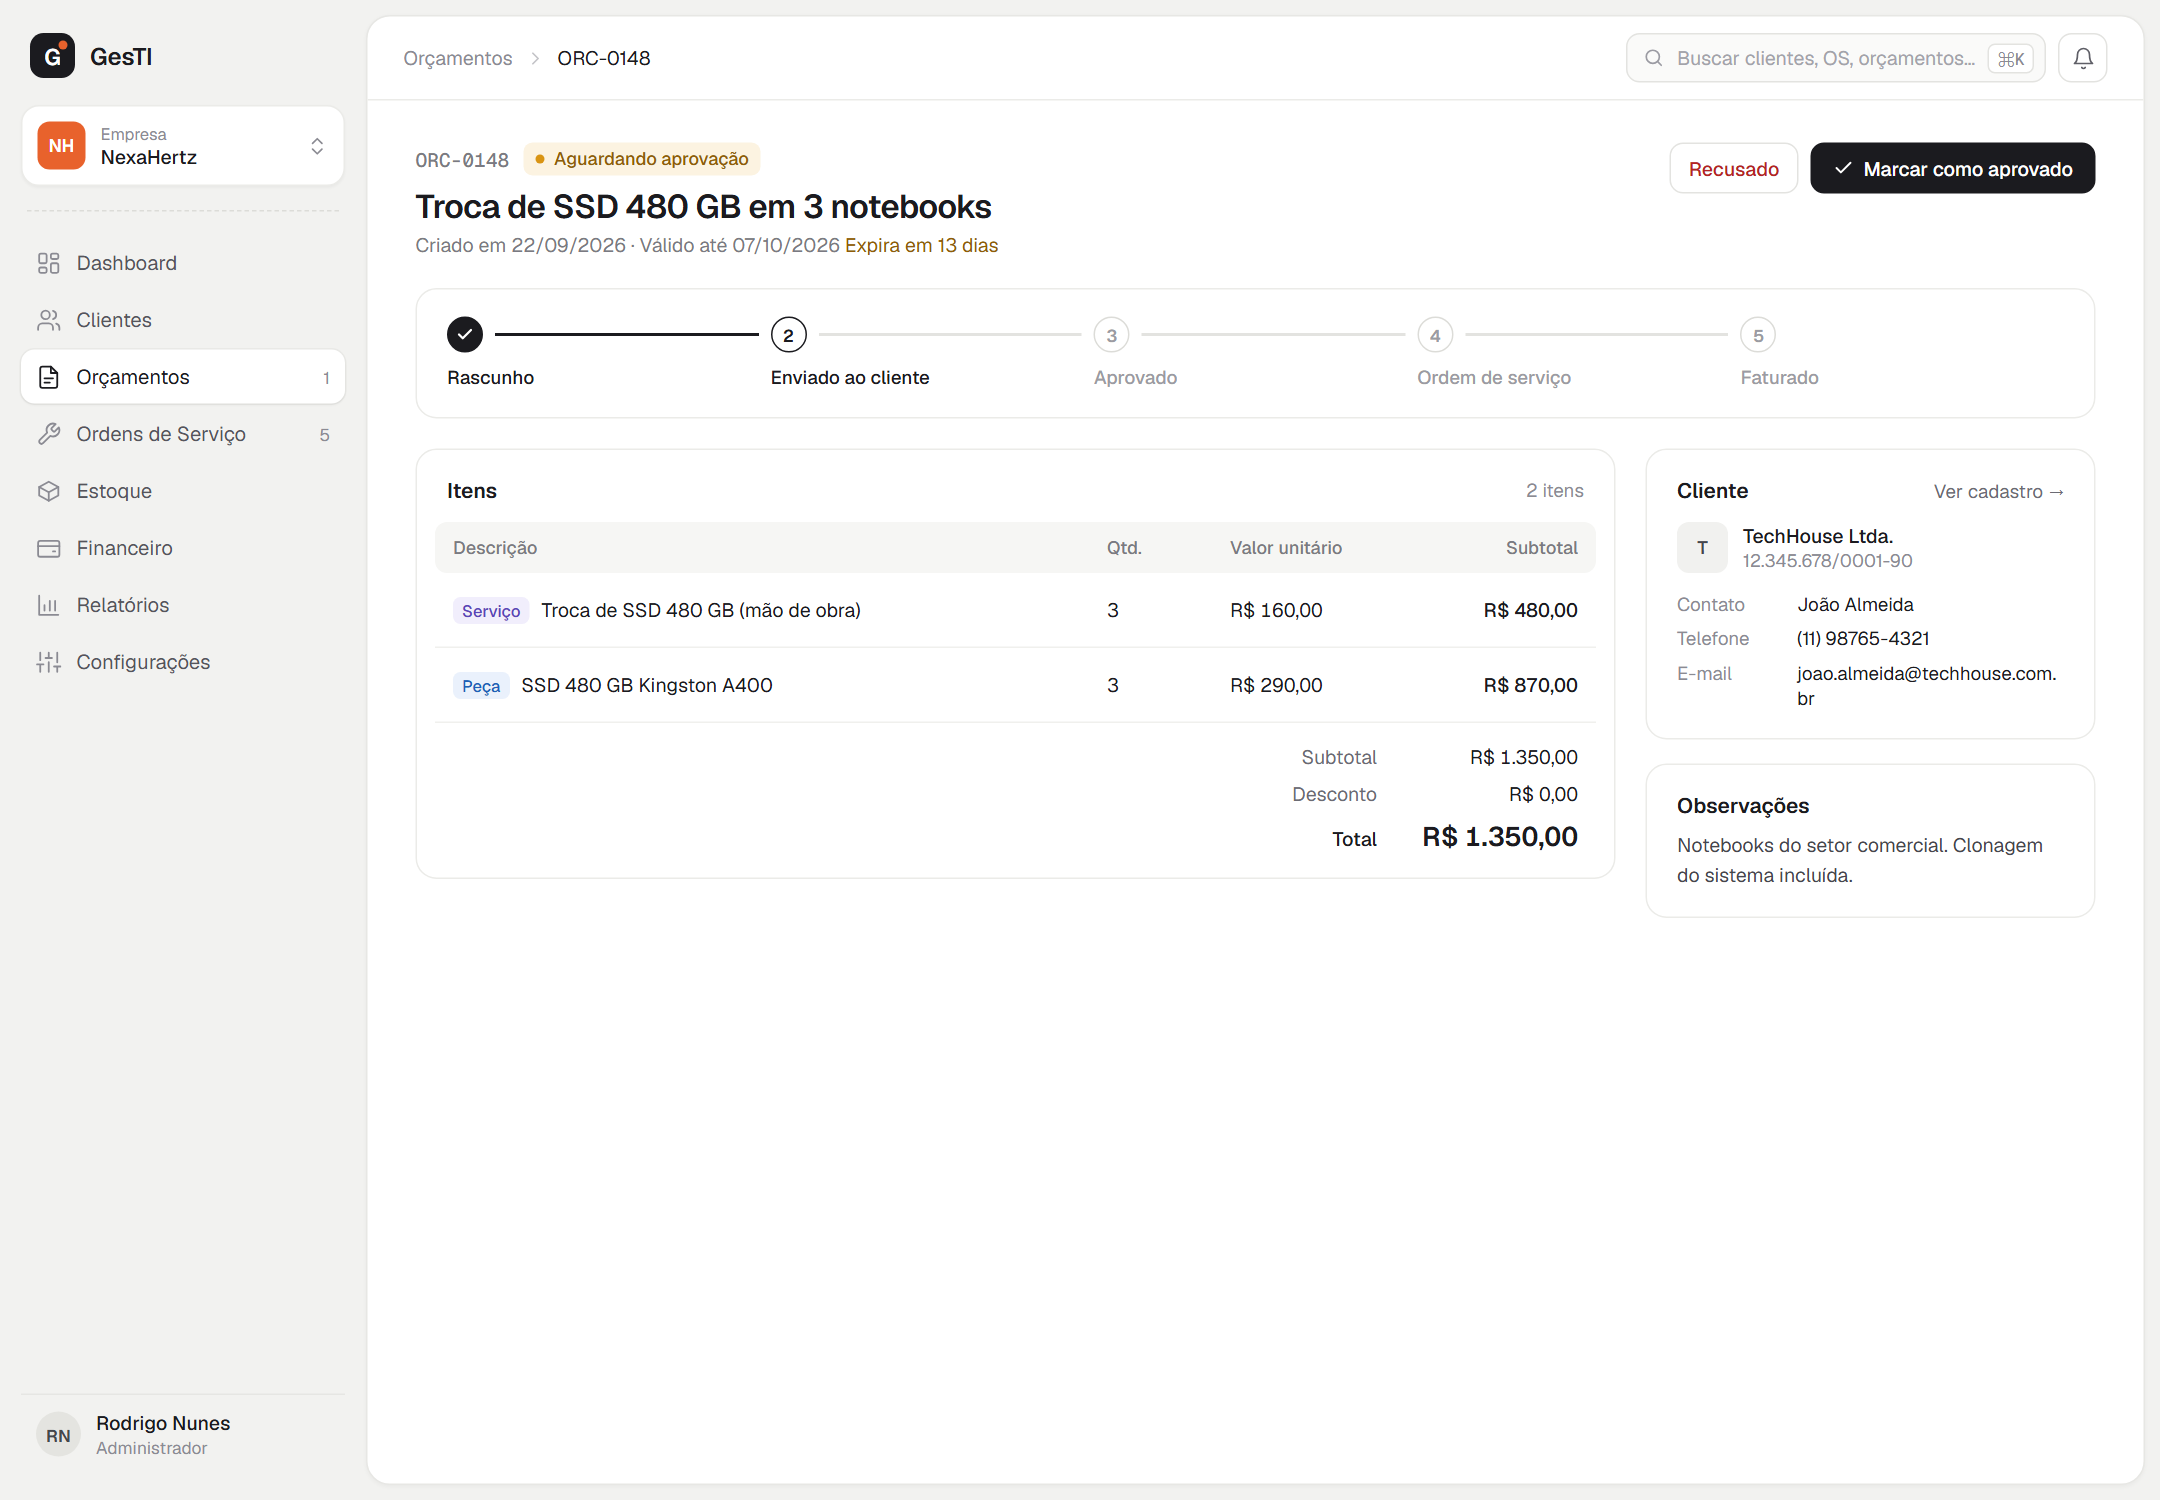 G GesTI
NH Empresa
NexaHertz
Dashboard
Clientes
Orçamentos 1
Ordens de Serviço 5
Estoque
Financeiro
Relatórios
Configurações
RN Rodrigo Nunes
Administrador
Orçamentos > ORC-0148
Buscar clientes, OS, orçamentos... ⌘K
ORC-0148 Aguardando aprovação
Troca de SSD 480 GB em 3 notebooks
Criado em 22/09/2026 · Válido até 07/10/2026 Expira em 13 dias
Recusado Marcar como aprovado
2 3 4 5
Rascunho Enviado ao cliente Aprovado Ordem de serviço Faturado
Itens 2 itens
Descrição Qtd. Valor unitário Subtotal
Serviço Troca de SSD 480 GB (mão de obra) 3 R$ 160,00 R$ 480,00
Peça SSD 480 GB Kingston A400 3 R$ 290,00 R$ 870,00
Subtotal R$ 1.350,00
Desconto R$ 0,00
Total R$ 1.350,00
Cliente Ver cadastro →
T TechHouse Ltda.
12.345.678/0001-90
Contato João Almeida
Telefone (11) 98765-4321
E-mail joao.almeida@techhouse.com.
br
Observações
Notebooks do setor comercial. Clonagem
do sistema incluída.